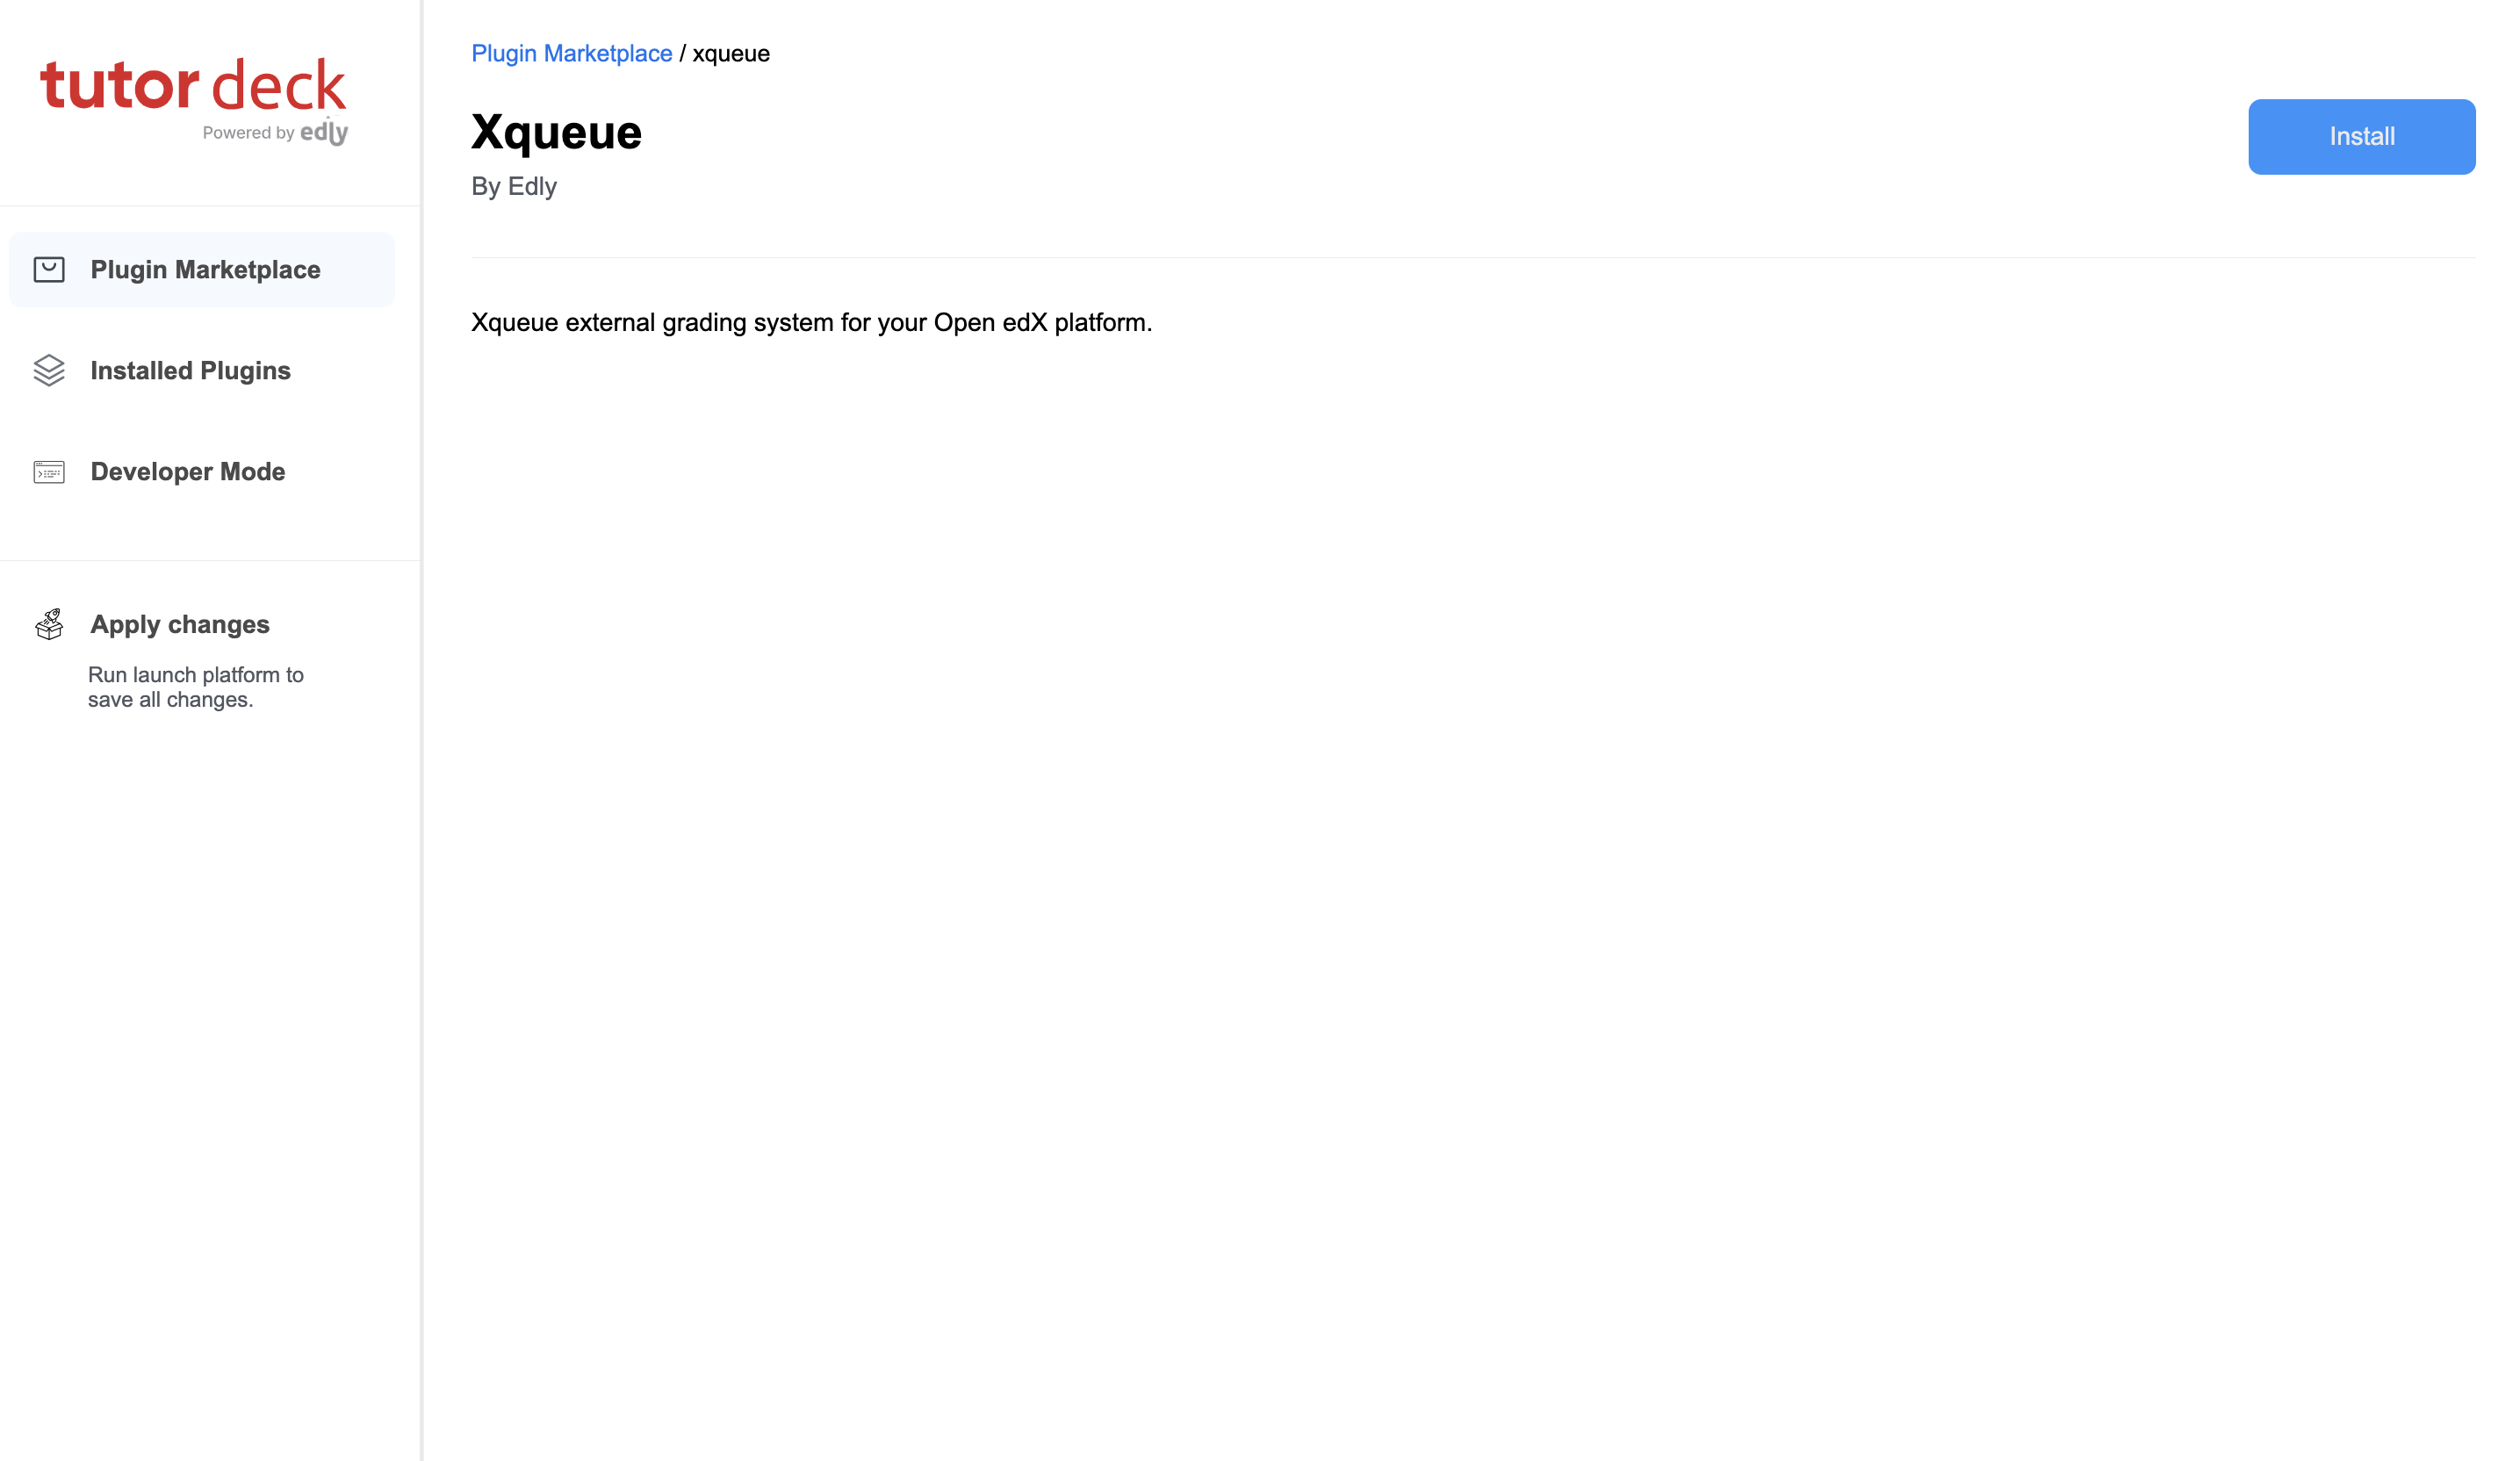 tutor deck
Powered by edly
Plugin Marketplace
Installed Plugins
Developer Mode
Apply changes
Run launch platform to
save all changes.
Plugin Marketplace / xqueue
Xqueue
By Edly
Install
Xqueue external grading system for your Open edX platform.